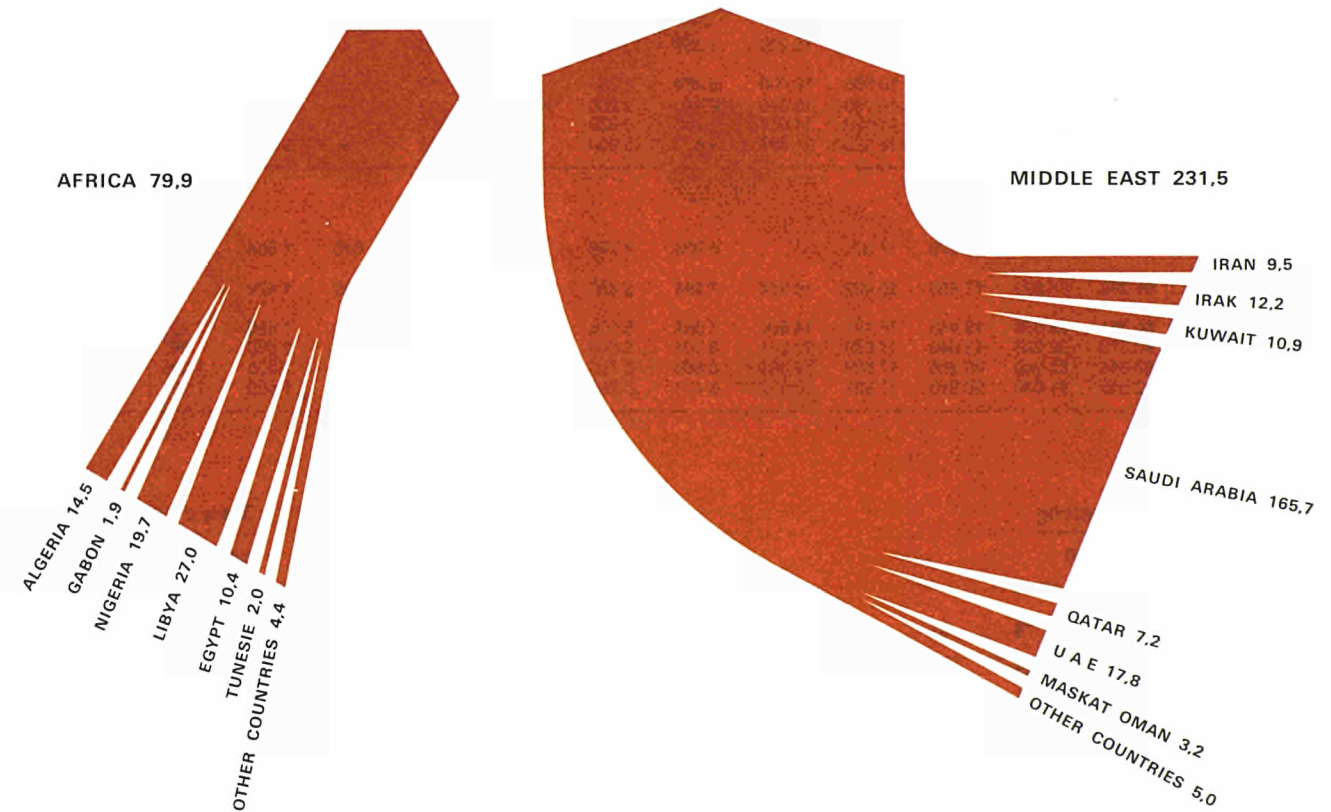 AFRICA 79,9
ALGERIA 14,5
GABON 1,9
NIGERIA 19,7
LIBYA 27,0
EGYPT 10,4
TUNESIE 2,0
OTHER COUNTRIES 4,4
MIDDLE EAST 231,5
IRAN 9,5
IRAK 12,2
KUWAIT 10,9
SAUDI ARABIA 165,7
QATAR 7,2
U A E 17,8
MASKAT OMAN 3,2
OTHER COUNTRIES 5,0